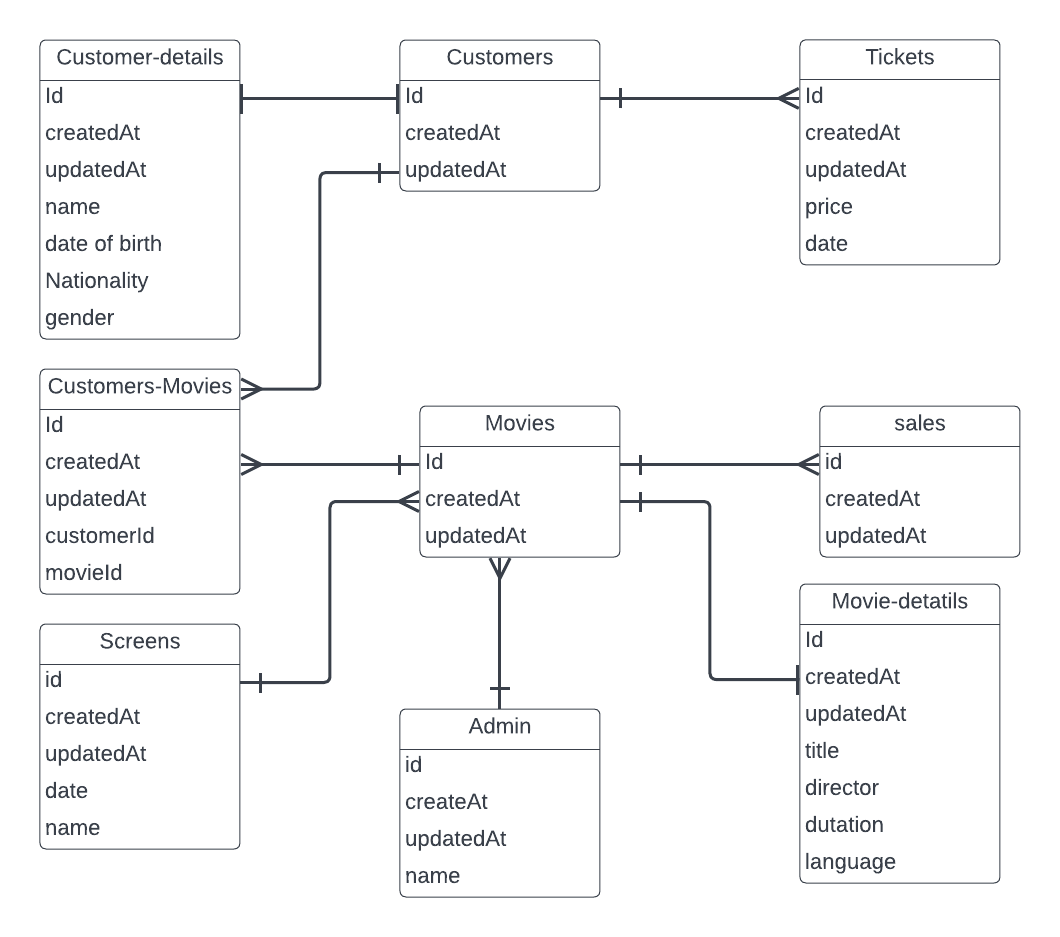 Customer-details
Id
createdAt
updatedAt
name
date of birth
Nationality
gender
Customers
Id
createdAt
updatedAt
Tickets
Id
createdAt
updatedAt
price
date
Customers-Movies
Id
createdAt
updatedAt
customerId
movieId
Movies
Id
createdAt
updatedAt
sales
id
createdAt
updatedAt
Screens
id
createdAt
updatedAt
date
name
Admin
id
createAt
updatedAt
name
Movie-detatils
Id
createdAt
updatedAt
title
director
dutation
language